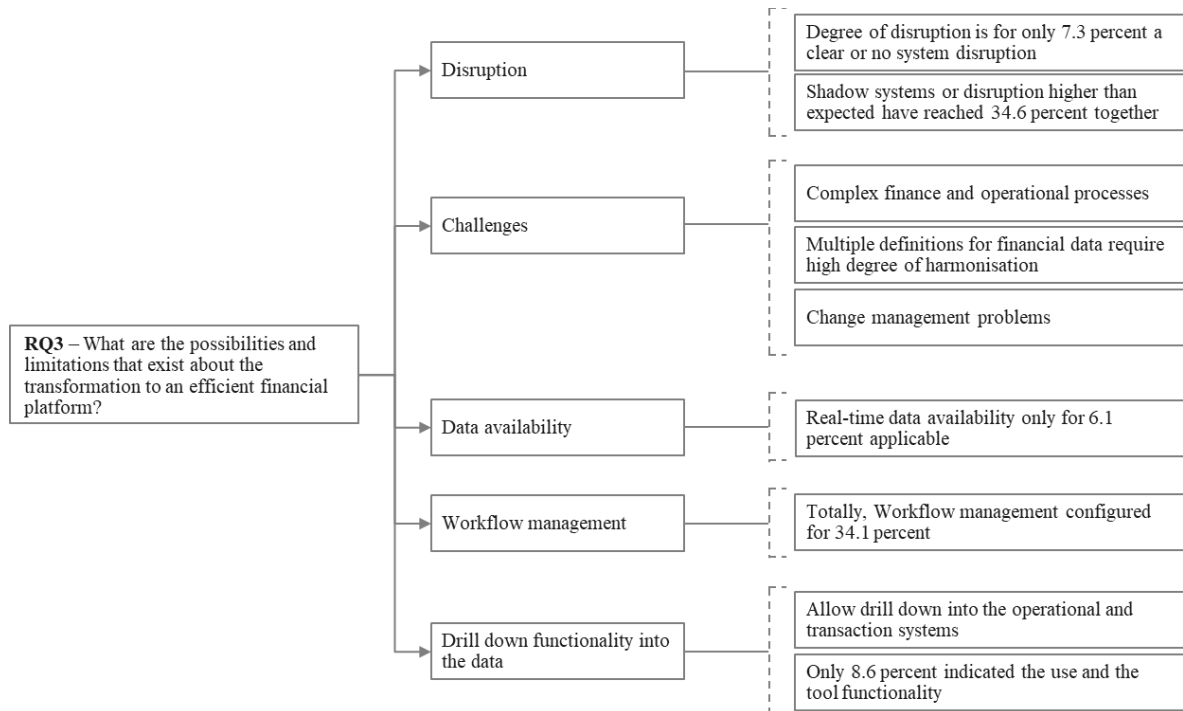 Degree of disruption is for only 7.3 percent a
clear or no system disruption
Disruption
Shadow systems or disruption higher than
expected have reached 34.6 percent together
Complex finance and operational processes
Challenges
Multiple definitions for financial data require
high degree of harmonisation
Change management problems
RQ3 – What are the possibilities and
limitations that exist about the
transformation to an efficient financial
platform?
Data availability
Real-time data availability only for 6.1
percent applicable
Workflow management
Totally, Workflow management configured
for 34.1 percent
Drill down functionality into
the data
Allow drill down into the operational and
transaction systems
Only 8.6 percent indicated the use and the
tool functionality